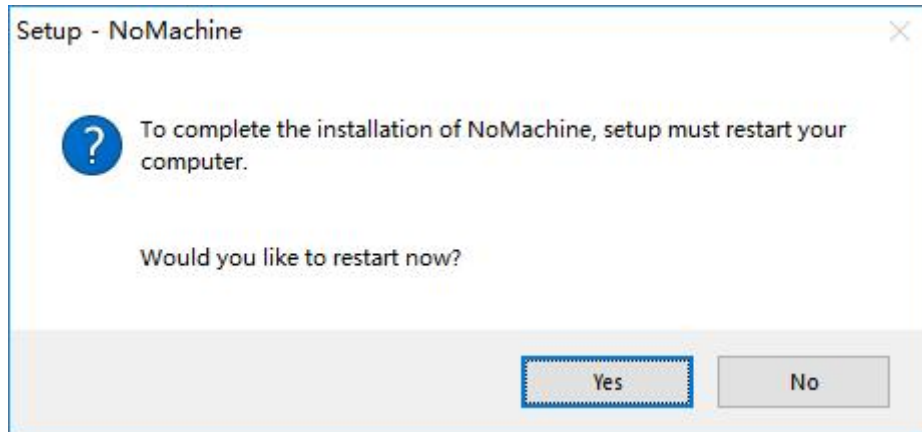 Setup - NoMachine
To complete the installation of NoMachine, setup must restart your
computer.
Would you like to restart now?
Yes
No